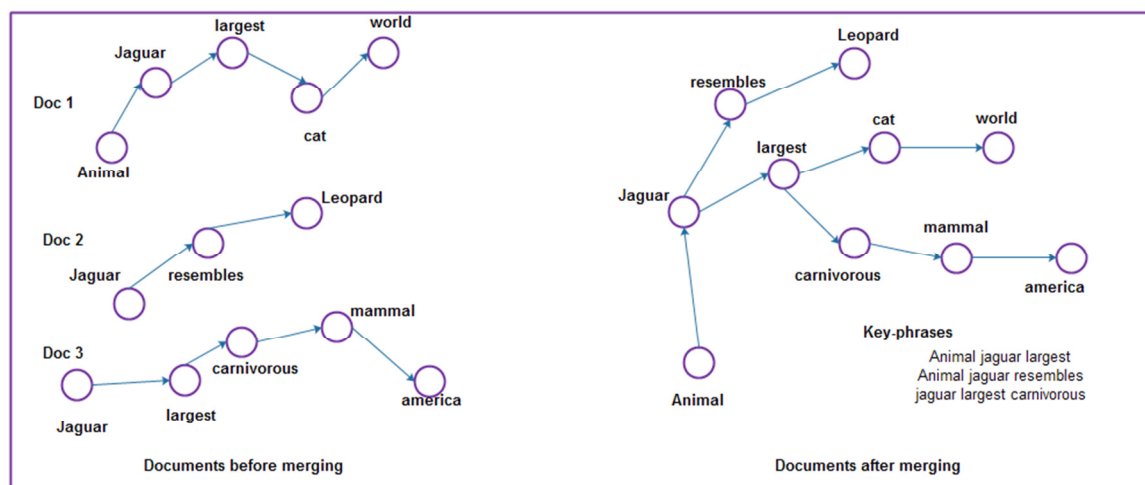 Doc 1
Animal
Jaguar
largest
cat
world
Doc 2
Jaguar
resembles
Leopard
Doc 3
Jaguar
largest
carnivorous
mammal
america
Documents before merging
Animal
Jaguar
resembles
Leopard
largest
cat
world
carnivorous
mammal
america
Key-phrases
Animal jaguar largest
Animal jaguar resembles
jaguar largest carnivorous
Documents after merging